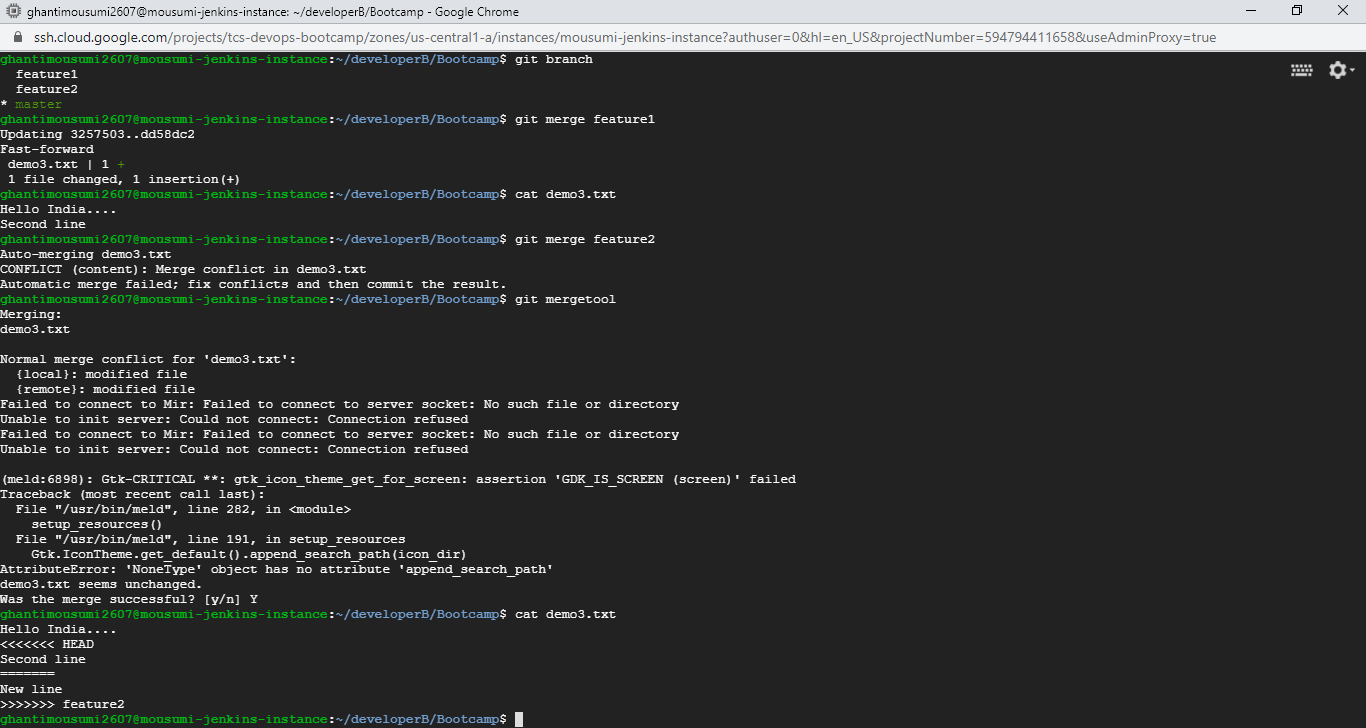 ghantimousumi2607@mousumi-jenkins-instance: ~/developerB/Bootcamp - Google Chrome
ssh.cloud.google.com/projects/tcs-devops-bootcamp/zones/us-central1-a/instances/mousumi-jenkins-instance?authuser=0&hl=en_US&projectNumber=594794411658&useAdminProxy=true
ghantimousumi2607@mousumi-jenkins-instance:~/developerB/Bootcamp$ git branch
  feature1
  feature2
* master
ghantimousumi2607@mousumi-jenkins-instance:~/developerB/Bootcamp$ git merge feature1
Updating 3257503..dd58dc2
Fast-forward
 demo3.txt | 1 +
 1 file changed, 1 insertion(+)
ghantimousumi2607@mousumi-jenkins-instance:~/developerB/Bootcamp$ cat demo3.txt
Hello India....
Second line
ghantimousumi2607@mousumi-jenkins-instance:~/developerB/Bootcamp$ git merge feature2
Auto-merging demo3.txt
CONFLICT (content): Merge conflict in demo3.txt
Automatic merge failed; fix conflicts and then commit the result.
ghantimousumi2607@mousumi-jenkins-instance:~/developerB/Bootcamp$ git mergetool
Merging:
demo3.txt

Normal merge conflict for 'demo3.txt':
  {local}: modified file
  {remote}: modified file
Failed to connect to Mir: Failed to connect to server socket: No such file or directory
Unable to init server: Could not connect: Connection refused
Failed to connect to Mir: Failed to connect to server socket: No such file or directory
Unable to init server: Could not connect: Connection refused

(meld:6898): Gtk-CRITICAL **: gtk_icon_theme_get_for_screen: assertion 'GDK_IS_SCREEN (screen)' failed
Traceback (most recent call last):
  File "/usr/bin/meld", line 282, in <module>
    setup_resources()
  File "/usr/bin/meld", line 191, in setup_resources
    Gtk.IconTheme.get_default().append_search_path(icon_dir)
AttributeError: 'NoneType' object has no attribute 'append_search_path'
demo3.txt seems unchanged.
Was the merge successful? [y/n] Y
ghantimousumi2607@mousumi-jenkins-instance:~/developerB/Bootcamp$ cat demo3.txt
Hello India....
<<<<<<< HEAD
Second line
=======
New line
>>>>>>> feature2
ghantimousumi2607@mousumi-jenkins-instance:~/developerB/Bootcamp$